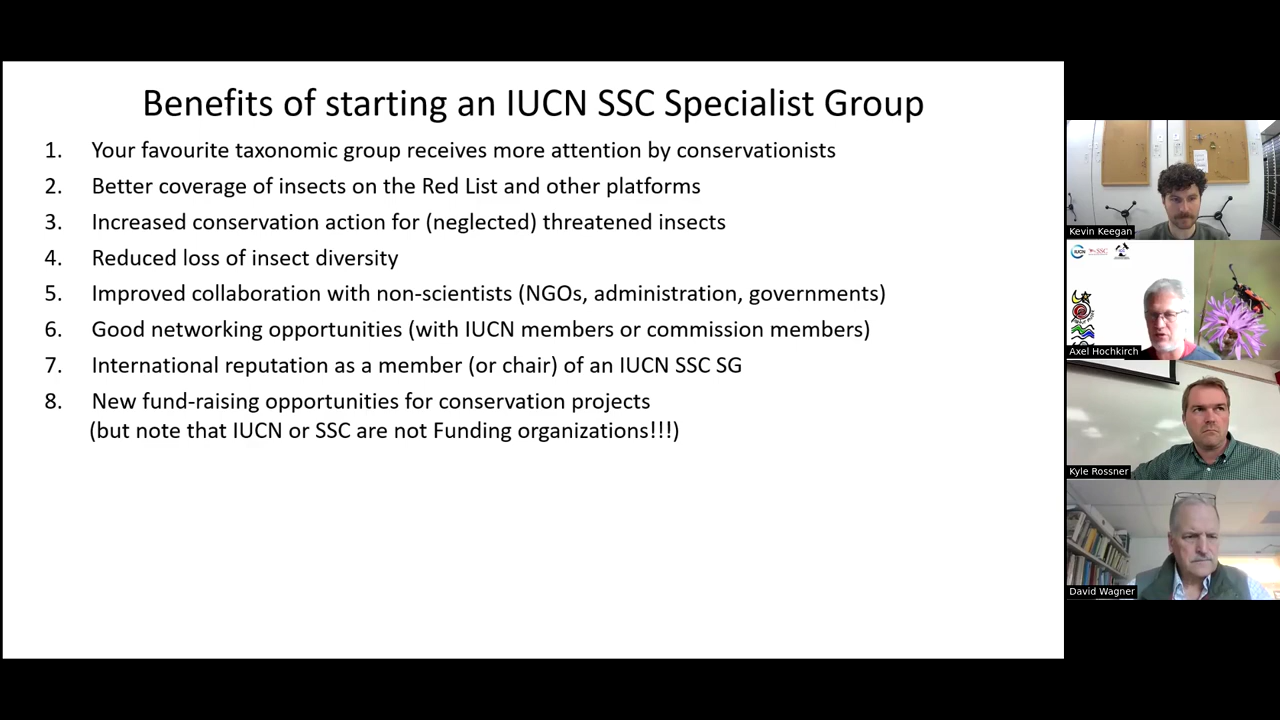 Benefits of starting an IUCN SSC Specialist Group
1. Your favourite taxonomic group receives more attention by conservationists
2. Better coverage of insects on the Red List and other platforms
3. Increased conservation action for (neglected) threatened insects
4. Reduced loss of insect diversity
5. Improved collaboration with non-scientists (NGOs, administration, governments)
6. Good networking opportunities (with IUCN members or commission members)
7. International reputation as a member (or chair) of an IUCN SSC SG
8. New fund-raising opportunities for conservation projects
(but note that IUCN or SSC are not Funding organizations!!!)
Kevin Keegan
IUCN
SSC
Axel Hochkirch
Kyle Rossner
David Wagner